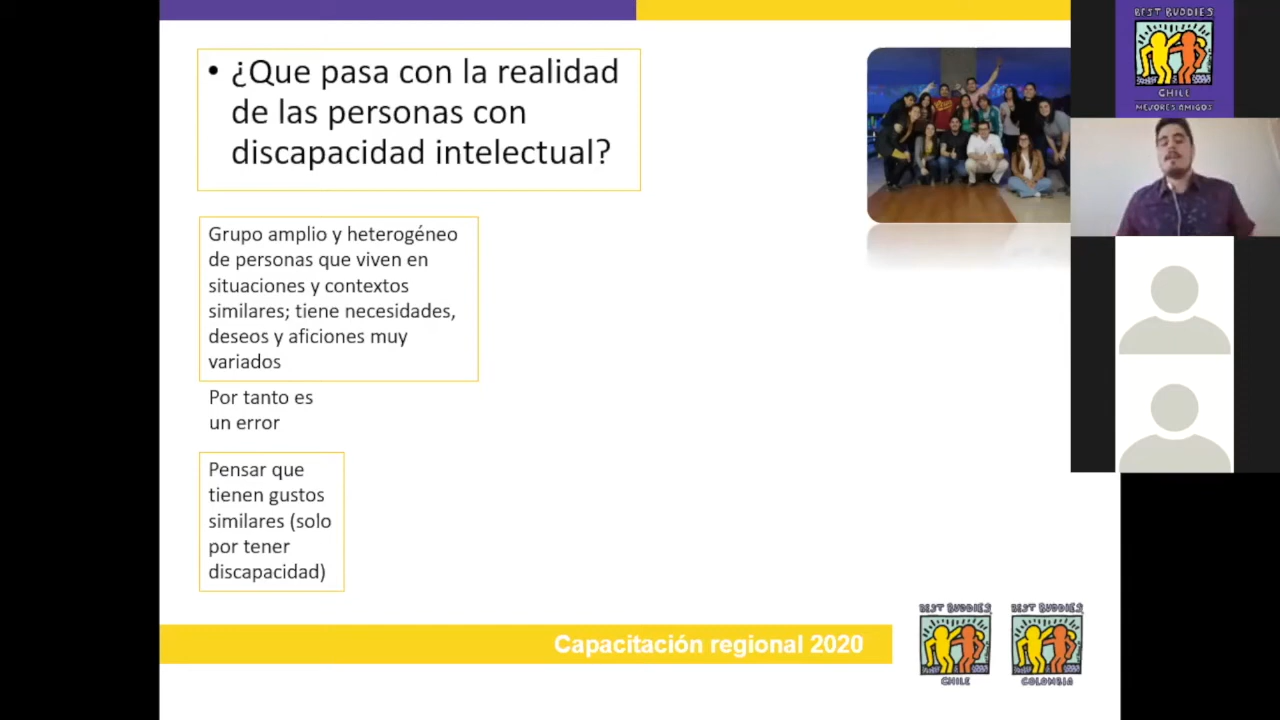 • ¿Que pasa con la realidad
de las personas con
discapacidad intelectual?
Grupo amplio y heterogéneo
de personas que viven en
situaciones y contextos
similares; tiene necesidades,
deseos y aficiones muy
variados
Por tanto es
un error
Pensar que
tienen gustos
similares (solo
por tener
discapacidad)
Capacitación regional 2020
BEST BUDDIES
CHILE
BEST BUDDIES
COLOMBIA
BEST BUDDIES
CHILE
MEJORES AMIGOS